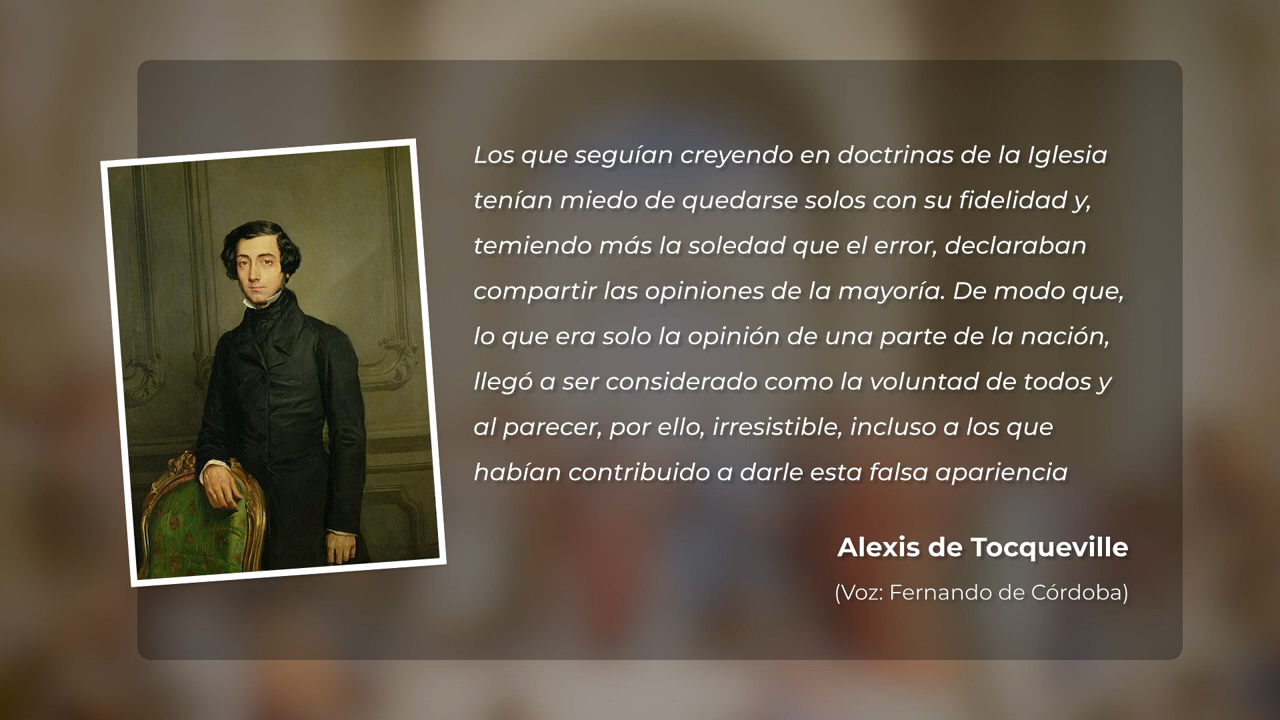 Los que seguían creyendo en doctrinas de la Iglesia
tenían miedo de quedarse solos con su fidelidad y,
temiendo más la soledad que el error, declaraban
compartir las opiniones de la mayoría. De modo que,
lo que era solo la opinión de una parte de la nación,
llegó a ser considerado como la voluntad de todos y
al parecer, por ello, irresistible, incluso a los que
habían contribuido a darle esta falsa apariencia
Alexis de Tocqueville
(Voz: Fernando de Córdoba)